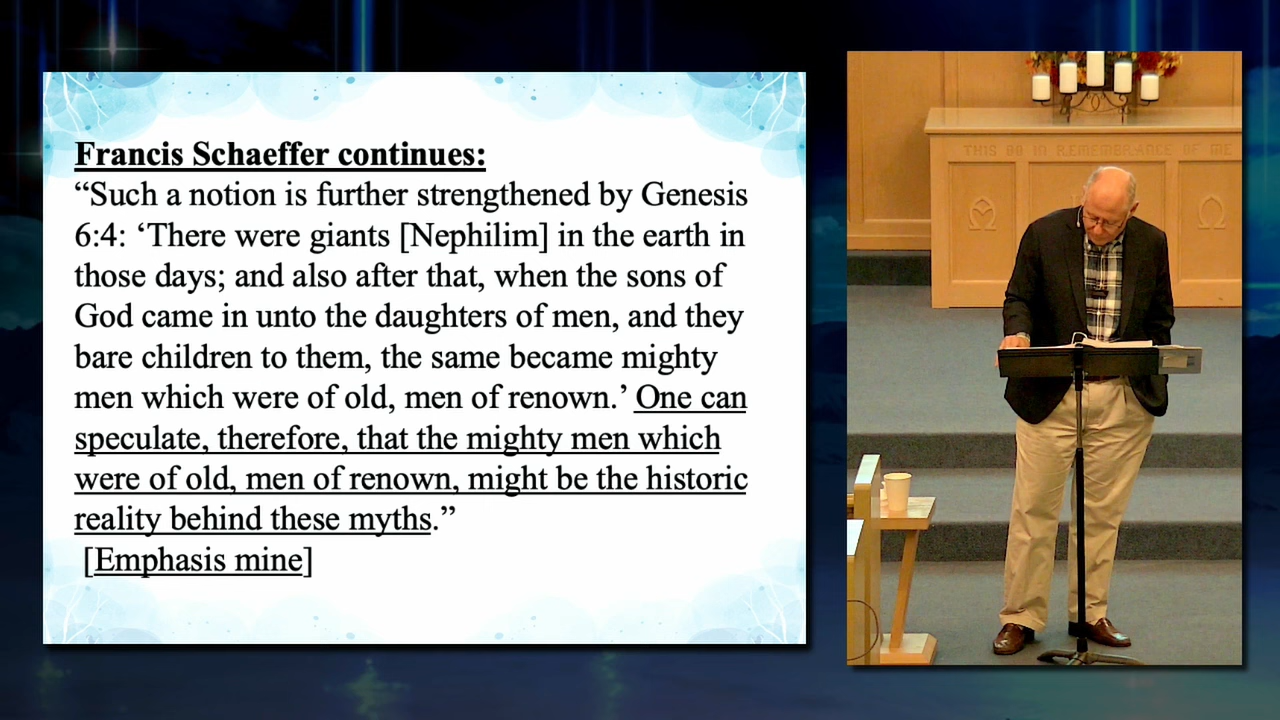 Francis Schaeffer continues:
“Such a notion is further strengthened by Genesis
6:4: ‘There were giants [Nephilim] in the earth in
those days; and also after that, when the sons of
God came in unto the daughters of men, and they
bare children to them, the same became mighty
men which were of old, men of renown.’ One can
speculate, therefore, that the mighty men which
were of old, men of renown, might be the historic
reality behind these myths.”
[Emphasis mine]
THIS DO IN REMEMBRANCE OF ME